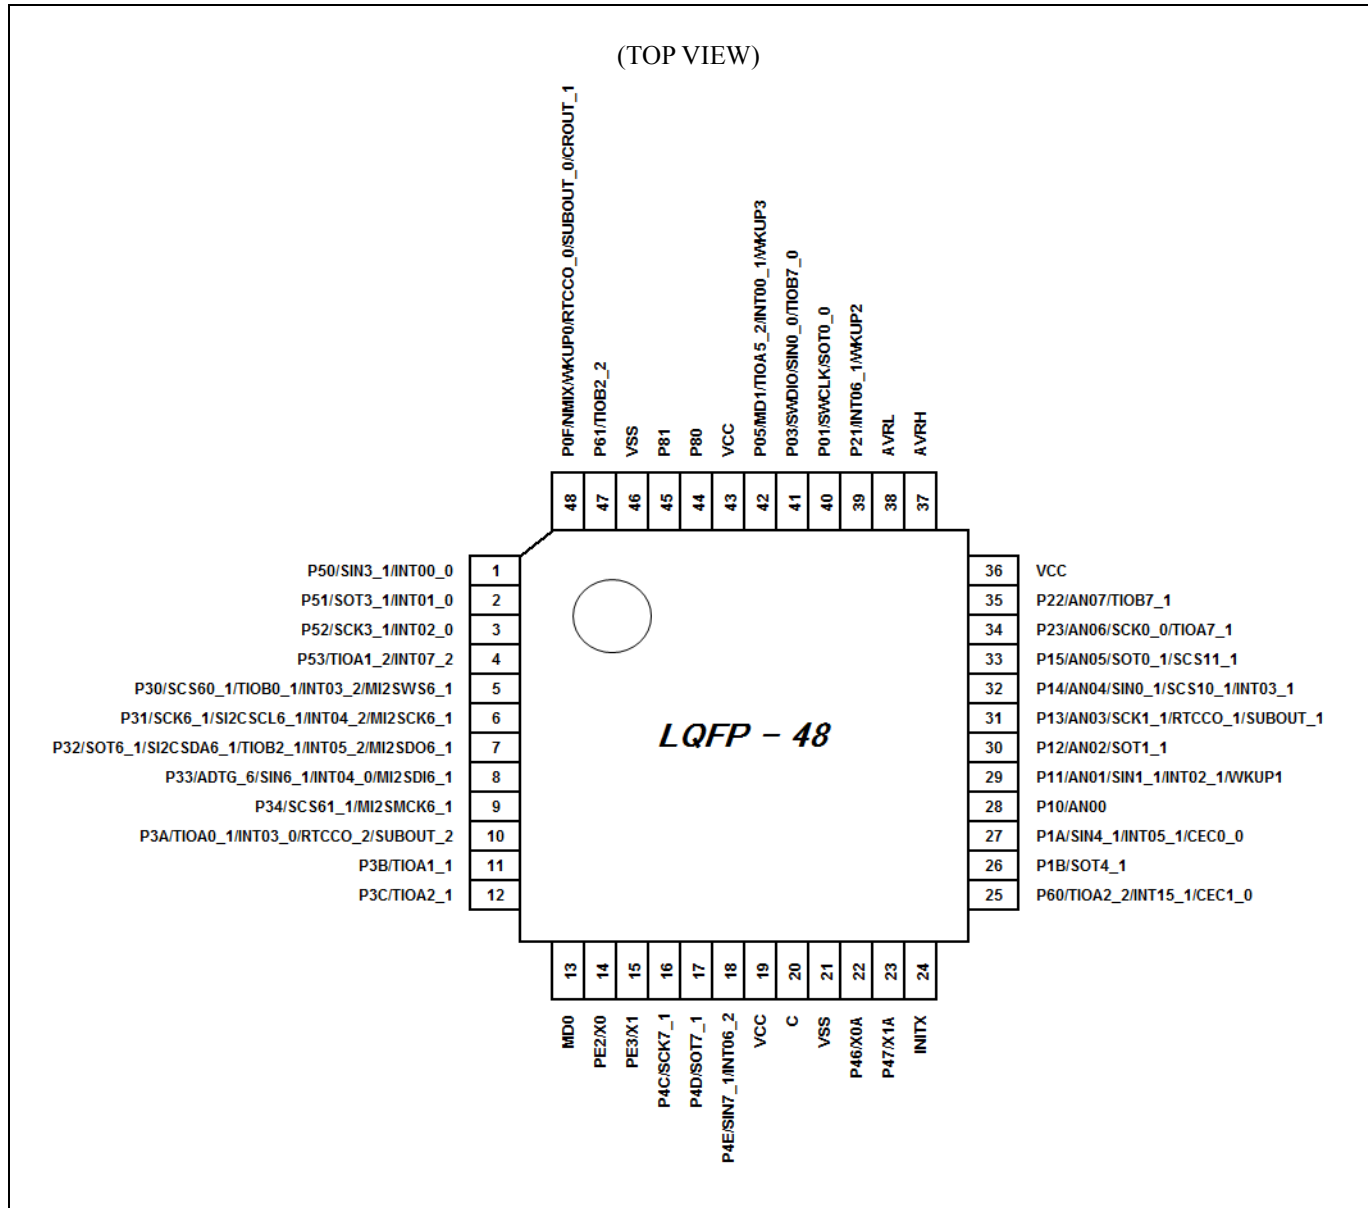 (TOP VIEW)
P0F/NMIX/WKUP0/RTCCO_0/SUBOUT_0/CROUT_1
P61/TIOB2_2
VSS
P81
P80
VCC
P05/MD1/TIOA5_2/INT00_1/WKUP3
P03/SWDIO/SIN0_0/TIOB7_0
P01/SWCLK/SOT0_0
P21/INT06_1/WKUP2
AVRL
AVRH
48 47 46 45 44 43 42 41 40 39 38 37
P50/SIN3_1/INT00_0 1
P51/SOT3_1/INT01_0 2
P52/SCK3_1/INT02_0 3
P53/TIOA1_2/INT07_2 4
P30/SCS60_1/TIOB0_1/INT03_2/MI2SWS6_1 5
P31/SCK6_1/SI2CSCL6_1/INT04_2/MI2SCK6_1 6
P32/SOT6_1/SI2CSDA6_1/TIOB2_1/INT05_2/MI2SDO6_1 7
P33/ADTG_6/SIN6_1/INT04_0/MI2SDI6_1 8
P34/SCS61_1/MI2SMCK6_1 9
P3A/TIOA0_1/INT03_0/RTCCO_2/SUBOUT_2 10
P3B/TIOA1_1 11
P3C/TIOA2_1 12
LQFP - 48
36 VCC
35 P22/AN07/TIOB7_1
34 P23/AN06/SCK0_0/TIOA7_1
33 P15/AN05/SOT0_1/SCS11_1
32 P14/AN04/SIN0_1/SCS10_1/INT03_1
31 P13/AN03/SCK1_1/RTCCO_1/SUBOUT_1
30 P12/AN02/SOT1_1
29 P11/AN01/SIN1_1/INT02_1/WKUP1
28 P10/AN00
27 P1A/SIN4_1/INT05_1/CEC0_0
26 P1B/SOT4_1
25 P60/TIOA2_2/INT15_1/CEC1_0
13 14 15 16 17 18 19 20 21 22 23 24
MD0
PE2/X0
PE3/X1
P4C/SCK7_1
P4D/SOT7_1
P4E/SIN7_1/INT06_2
VCC
C
VSS
P46/X0A
P47/X1A
INITX